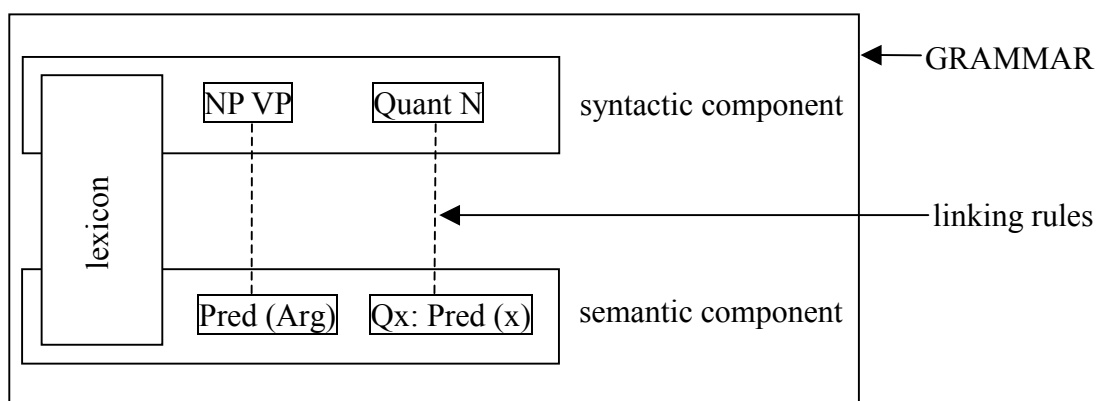 GRAMMAR
NP VP
Quant N
syntactic component
lexicon
linking rules
Pred (Arg)
Qx: Pred (x)
semantic component